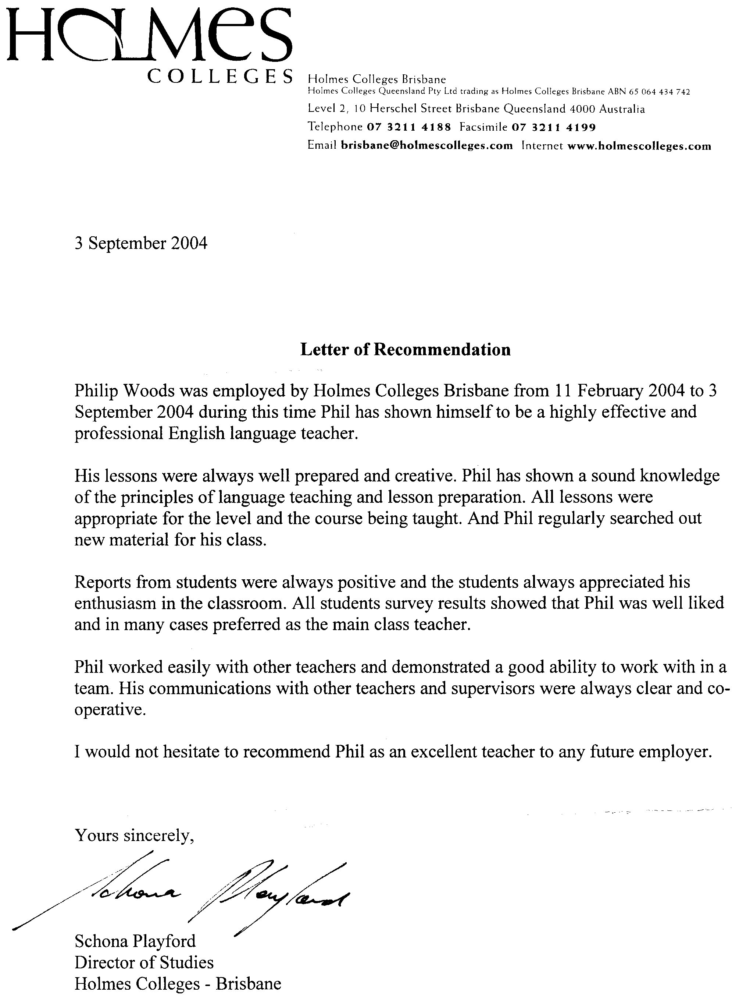 HOLMES
COLLEGES
Holmes Colleges Brisbane
Holmes Colleges Queensland Pty Ltd trading as Holmes Colleges Brisbane ABN 65 064 434 742
Level 2, 10 Herschel Street Brisbane Queensland 4000 Australia
Telephone 07 3211 4188 Facsimile 07 3211 4199
Email brisbane@holmescolleges.com Internet www.holmescolleges.com
3 September 2004
Letter of Recommendation
Philip Woods was employed by Holmes Colleges Brisbane from 11 February 2004 to 3
September 2004 during this time Phil has shown himself to be a highly effective and
professional English language teacher.
His lessons were always well prepared and creative. Phil has shown a sound knowledge
of the principles of language teaching and lesson preparation. All lessons were
appropriate for the level and the course being taught. And Phil regularly searched out
new material for his class.
Reports from students were always positive and the students always appreciated his
enthusiasm in the classroom. All students survey results showed that Phil was well liked
and in many cases preferred as the main class teacher.
Phil worked easily with other teachers and demonstrated a good ability to work with in a
team. His communications with other teachers and supervisors were always clear and co-
operative.
I would not hesitate to recommend Phil as an excellent teacher to any future employer.
Yours sincerely,
Schona Playford
Schona Playford
Director of Studies
Holmes Colleges - Brisbane